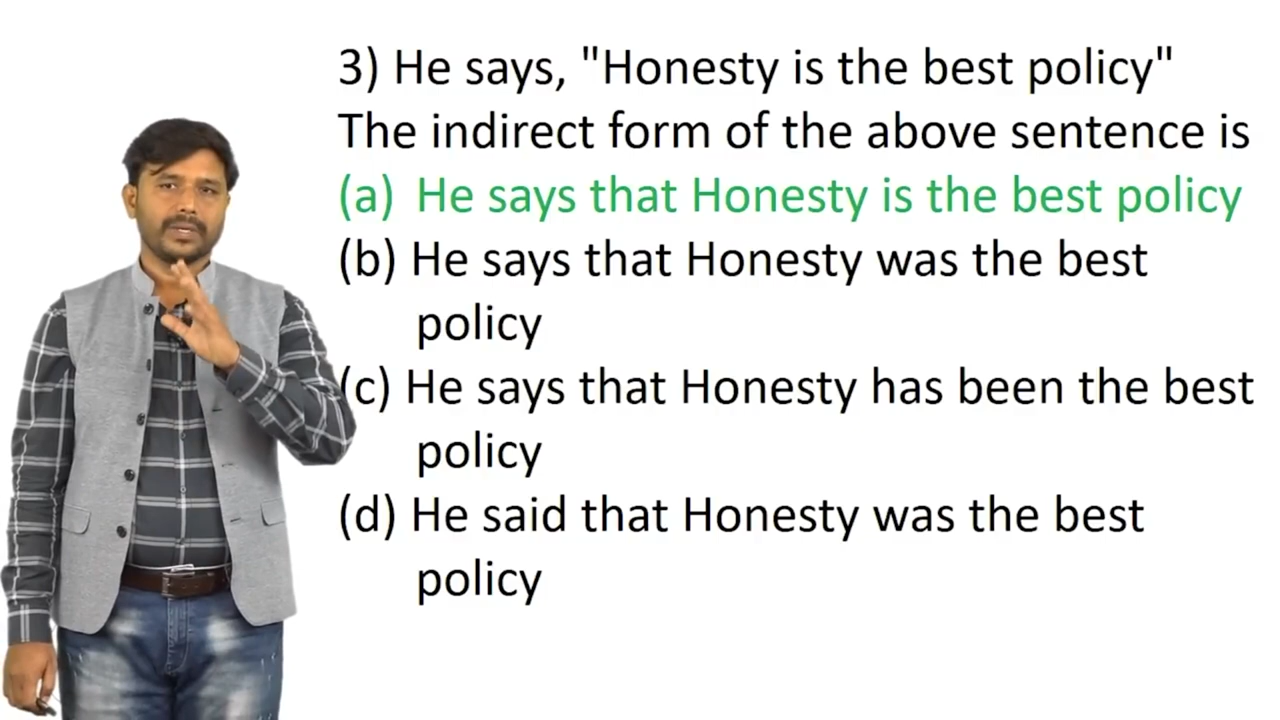 3) He says, "Honesty is the best policy"
The indirect form of the above sentence is
(a) He says that Honesty is the best policy
(b) He says that Honesty was the best
policy
(c) He says that Honesty has been the best
policy
(d) He said that Honesty was the best
policy